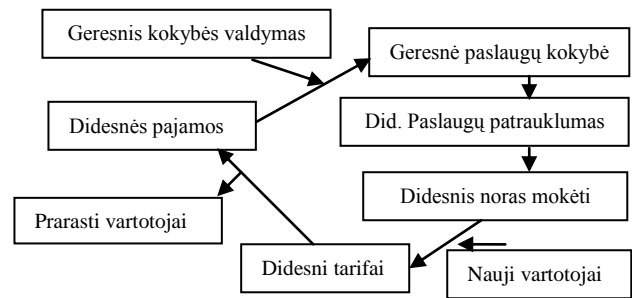 Geresnis kokybės valdymas
Geresnė paslaugų kokybė
Didesnės pajamos
Did. Paslaugų patrauklumas
Didesnis noras mokėti
Prarasti vartotojai
Didesni tarifai
Nauji vartotojai